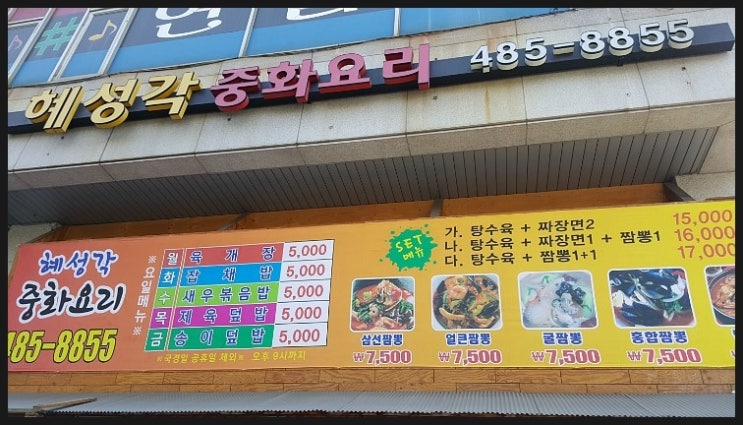 혜성각 중화요리 485-8855
혜성각
중화요리
485-8855
※요일메뉴※
월 육개장 5,000
화 잡채밥 5,000
수 새우볶음밥 5,000
목 제육덮밥 5,000
금 송이덮밥 5,000
※국경일 공휴일 제외※ 오후 9시까지
SET
메뉴
가. 탕수육 + 짜장면2 15,000
나. 탕수육 + 짜장면1 + 짬뽕1 16,000
다. 탕수육 + 짬뽕1+1 17,000
삼선짬뽕 얼큰짬뽕 굴짬뽕 홍합짬뽕
₩7,500 ₩7,500 ₩7,500 ₩7,500